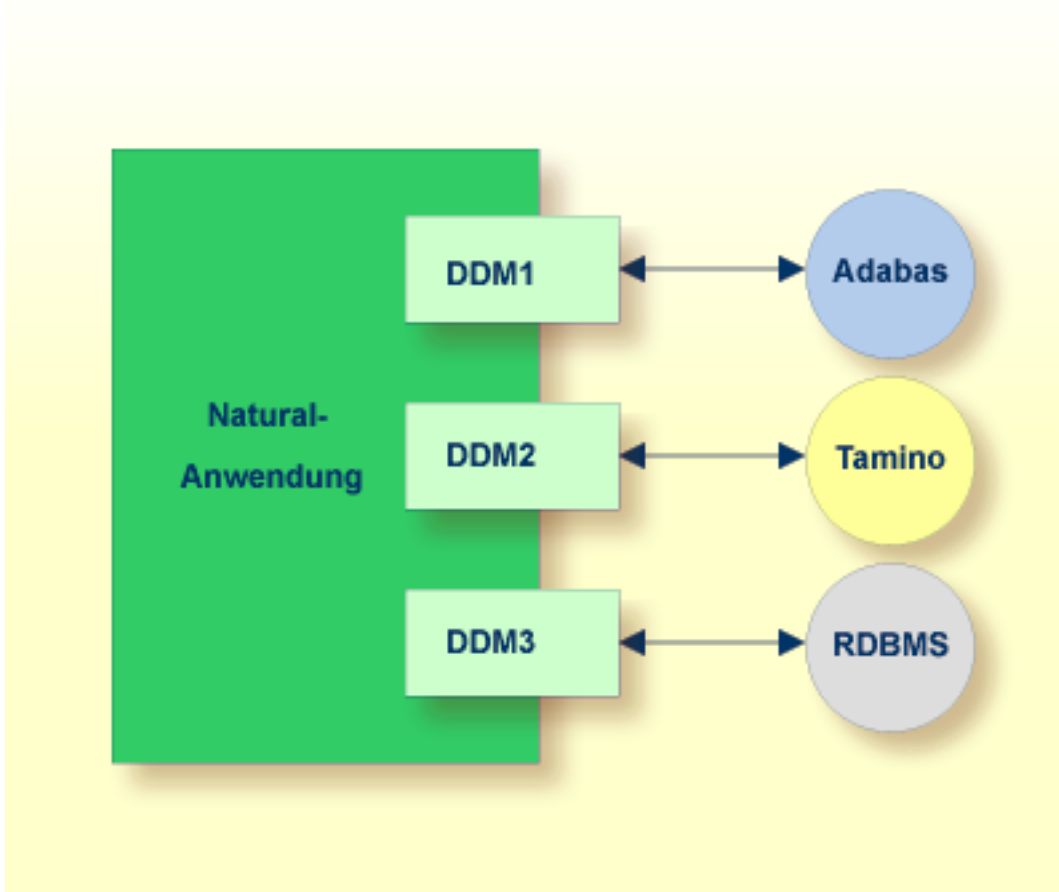 Natural-
Anwendung
DDM1
Adabas
DDM2
Tamino
DDM3
RDBMS